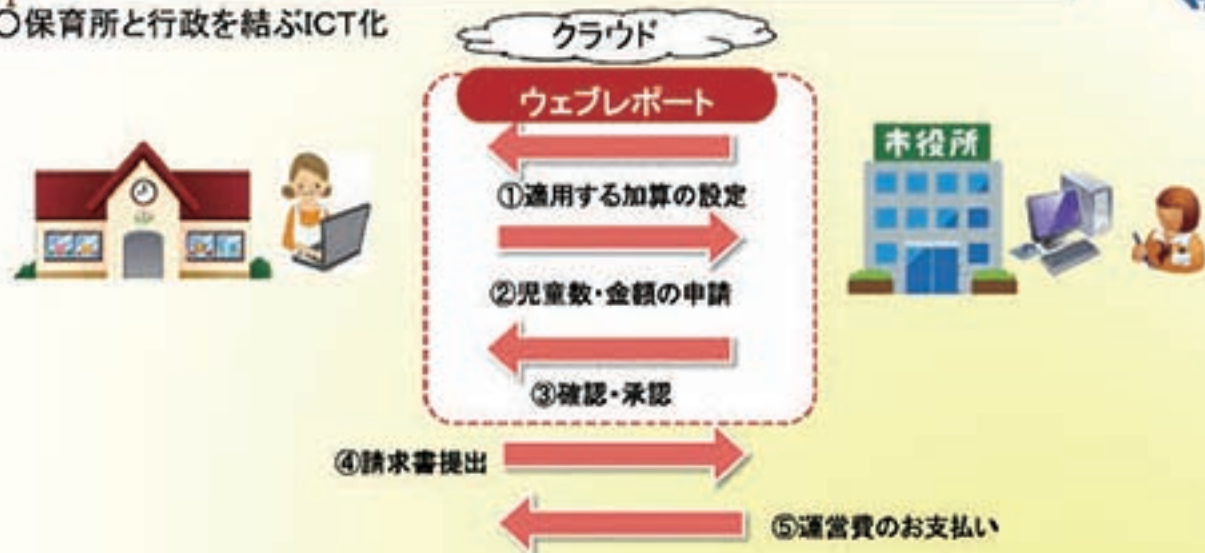 ○保育所と行政を結ぶICT化
クラウド
ウェブレポート
市役所
①適用する加算の設定
②児童数・金額の申請
③確認・承認
④請求書提出
⑤運営費のお支払い